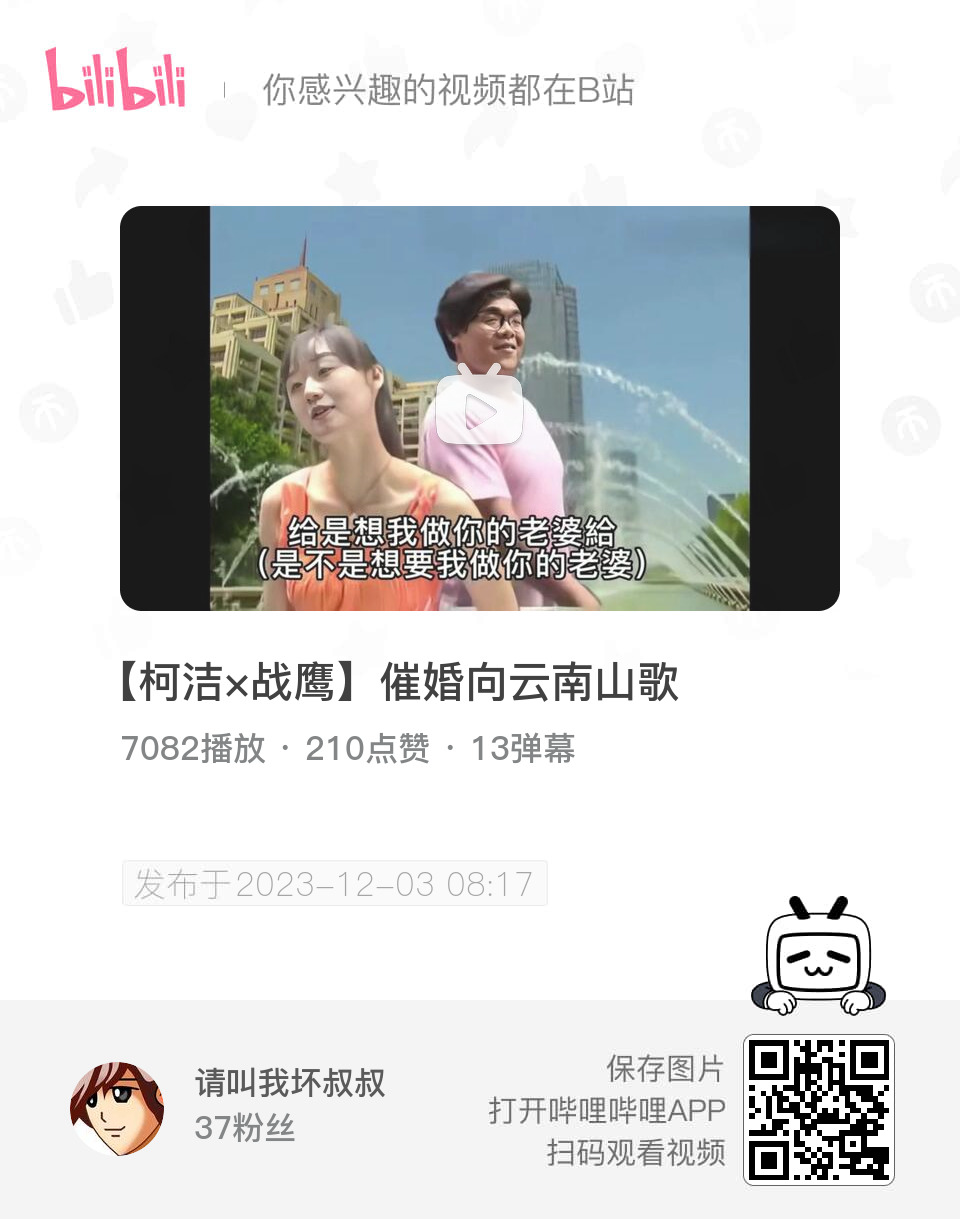 bilibili
你感兴趣的视频都在B站
给是想我做你的老婆給
(是不是想要我做你的老婆)
【柯洁×战鹰】催婚向云南山歌
7082播放 · 210点赞 · 13弹幕
发布于2023-12-03 08:17
请叫我坏叔叔
37粉丝
保存图片
打开哔哩哔哩APP
扫码观看视频